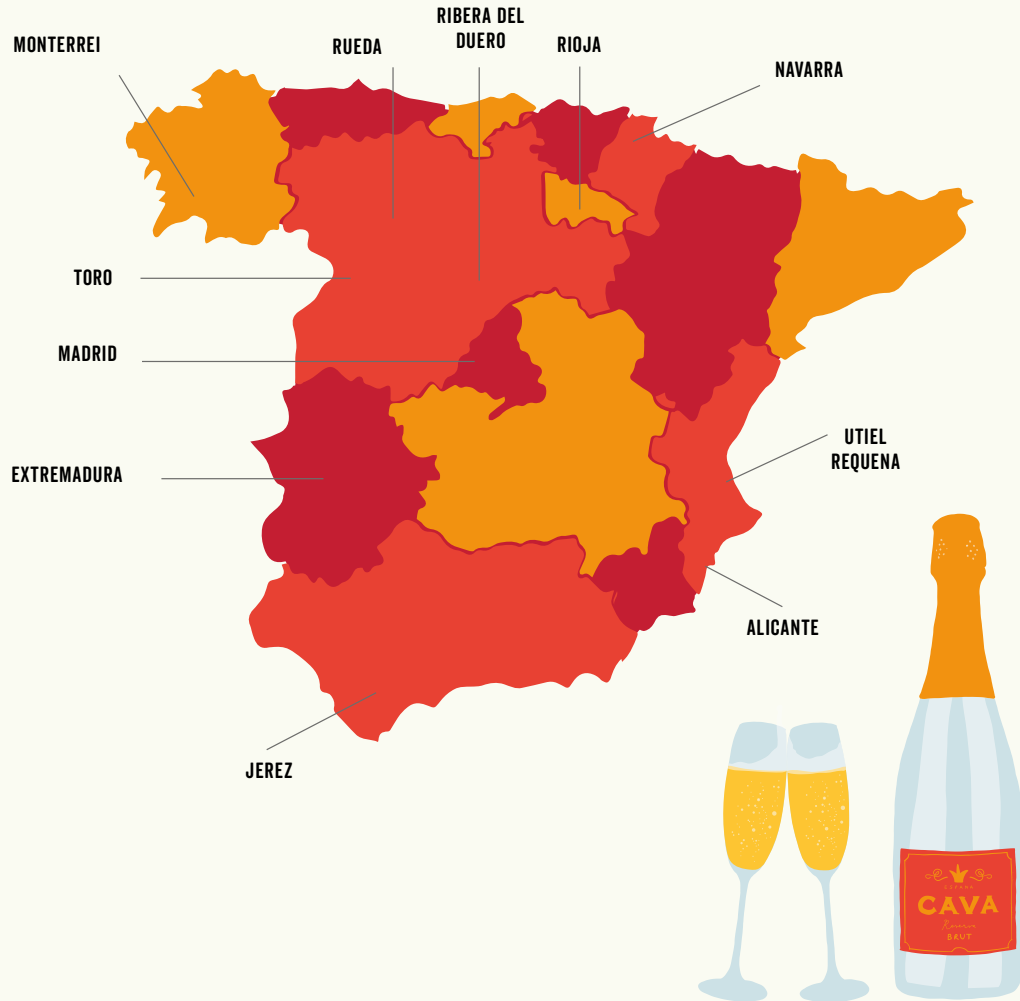 RIBERA DEL
DUERO
MONTERREI
RUEDA
RIOJA
NAVARRA
TORO
MADRID
UTIEL
REQUENA
EXTREMADURA
ALICANTE
JEREZ
CAVA
Reserva
BRUT